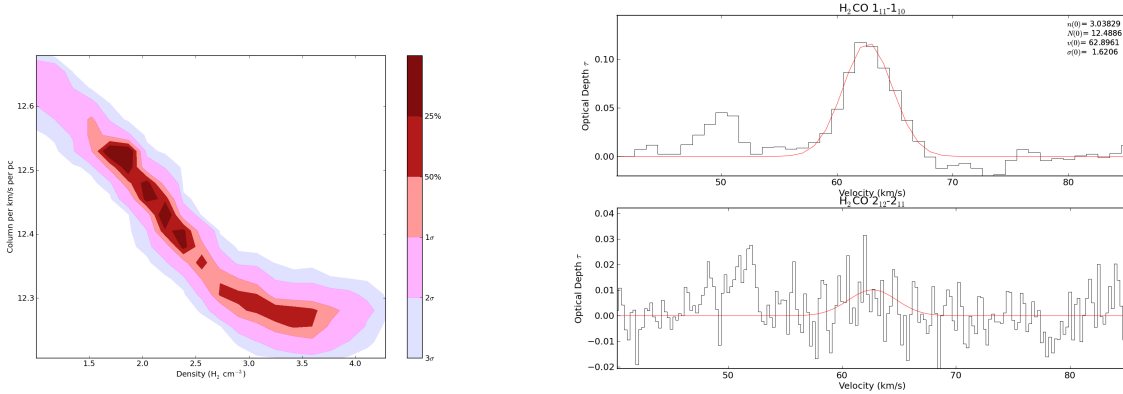 12.6
12.5
12.4
12.3
Column per km/s per pc
1.5 2.0 2.5 3.0 3.5 4.0
Density (H₂ cm⁻³)
25%
50%
1σ
2σ
3σ
H₂CO 1₁₁-1₁₀
n(0)= 3.03829
N(0)= 12.4886
v(0)= 62.8961
σ(0)= 1.6206
0.10
0.05
0.00
Optical Depth τ
50 60 70 80
Velocity (km/s)
H₂CO 2₁₂-2₁₁
0.04
0.03
0.02
0.01
0.00
−0.01
−0.02
Optical Depth τ
50 60 70 80
Velocity (km/s)